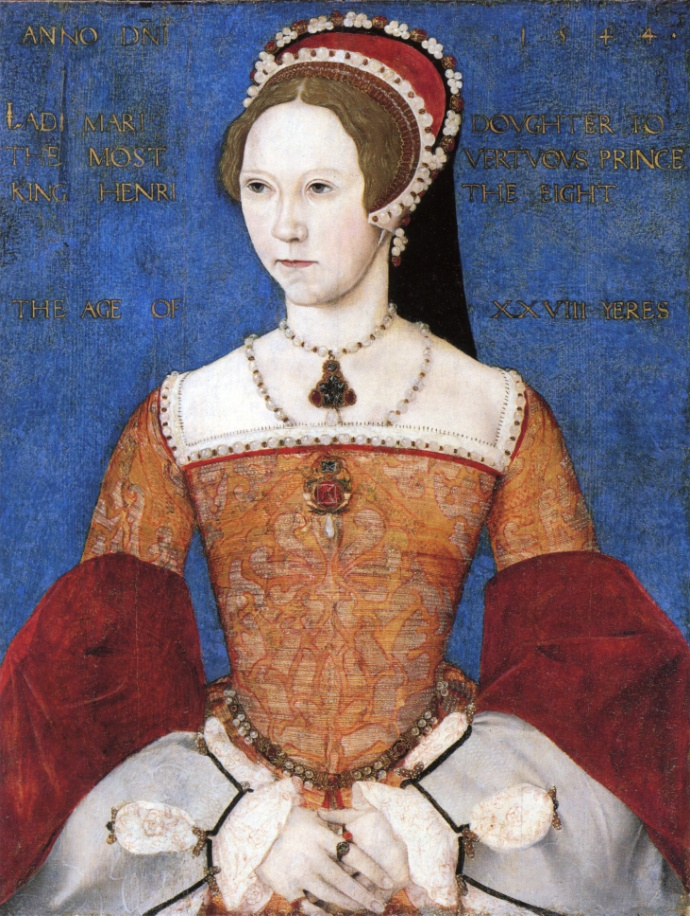 ANNO DNI 1544
LADI MARI DOVGHTER TO
THE MOST VERTVOVS PRINCE
KING HENRI THE EIGHT
THE AGE OF XXVIII YERES